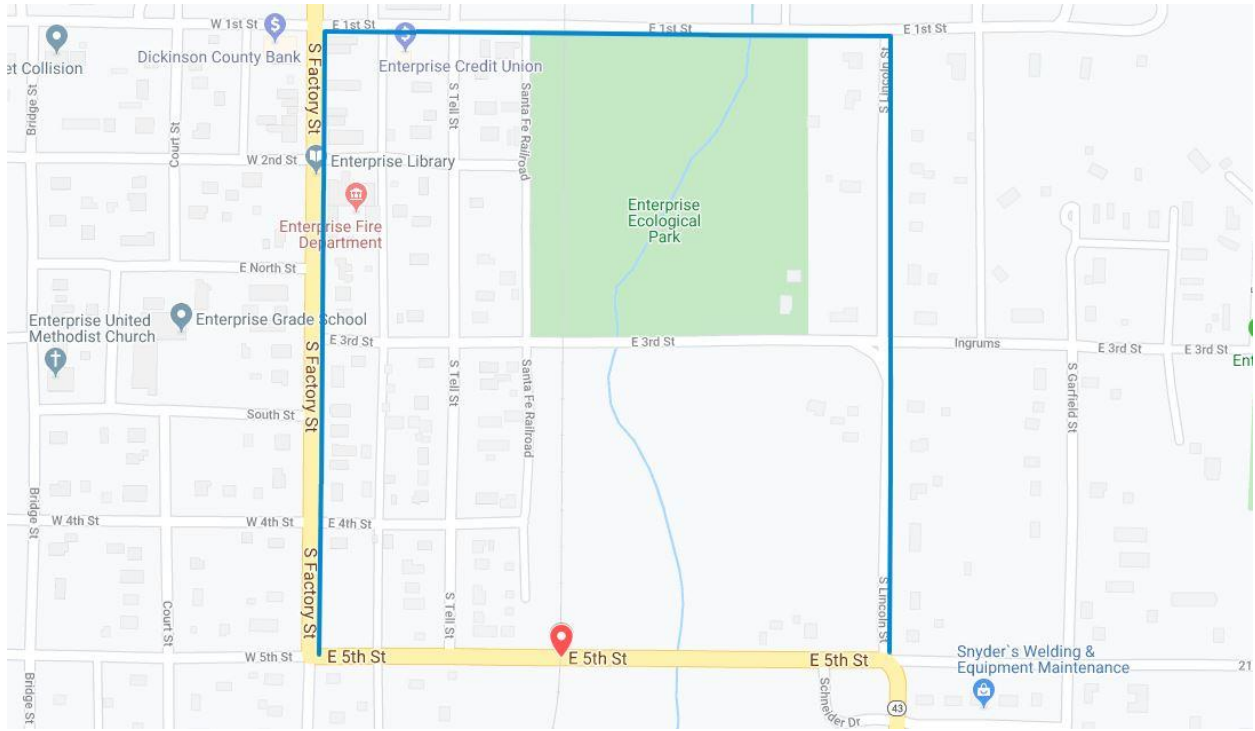 W 1st St
E 1st St
E 1st St
E 1st St
Dickinson County Bank
Enterprise Credit Union
et Collision
Bridge St
Court St
S Factory St
S Tell St
Santa Fe Railroad
S Lincoln St
W 2nd St
Enterprise Library
Enterprise Fire
Department
Enterprise
Ecological
Park
E North St
Enterprise United
Methodist Church
Enterprise Grade School
E 3rd St
E 3rd St
Ingrums
E 3rd St
E 3rd St
Ent
S Factory St
S Tell St
Santa Fe Railroad
S Garfield St
South St
Bridge St
W 4th St
W 4th St
E 4th St
S Factory St
Court St
S Tell St
S Lincoln St
W 5th St
E 5th St
E 5th St
E 5th St
Snyder`s Welding &
Equipment Maintenance
21
Bridge St
Schneider Dr
43